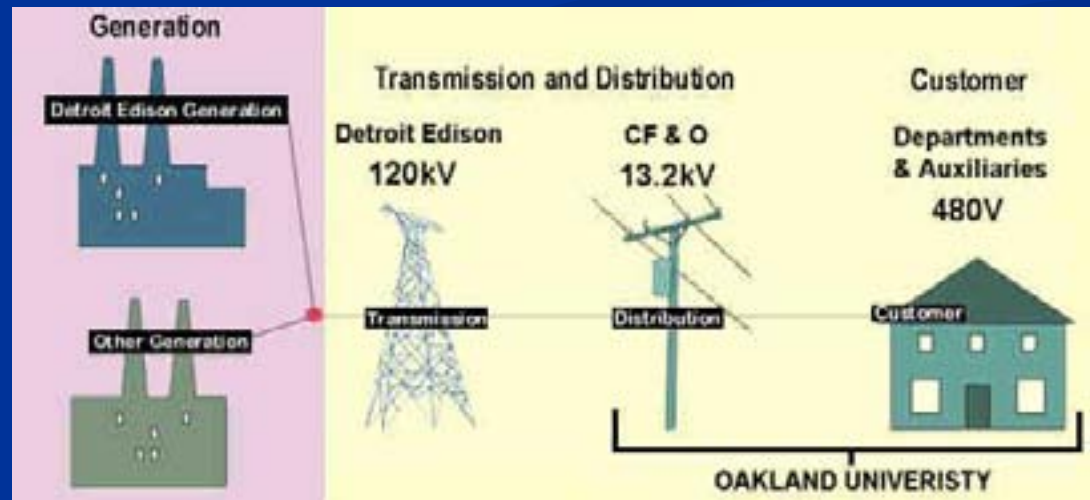 Generation
Detroit Edison Generation
Other Generation
Transmission and Distribution
Detroit Edison
120kV
Transmission
CF & O
13.2kV
Distribution
Customer
Departments
& Auxiliaries
480V
Customer
OAKLAND UNIVERISTY